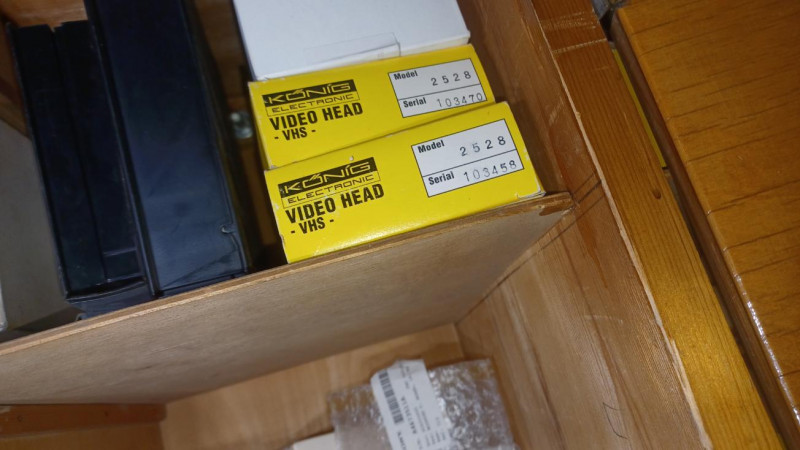 KÖNIG
ELECTRONIC
VIDEO HEAD
- VHS -
Model 2528
Serial 103470
KÖNIG
ELECTRONIC
VIDEO HEAD
- VHS -
Model 2528
Serial 103458